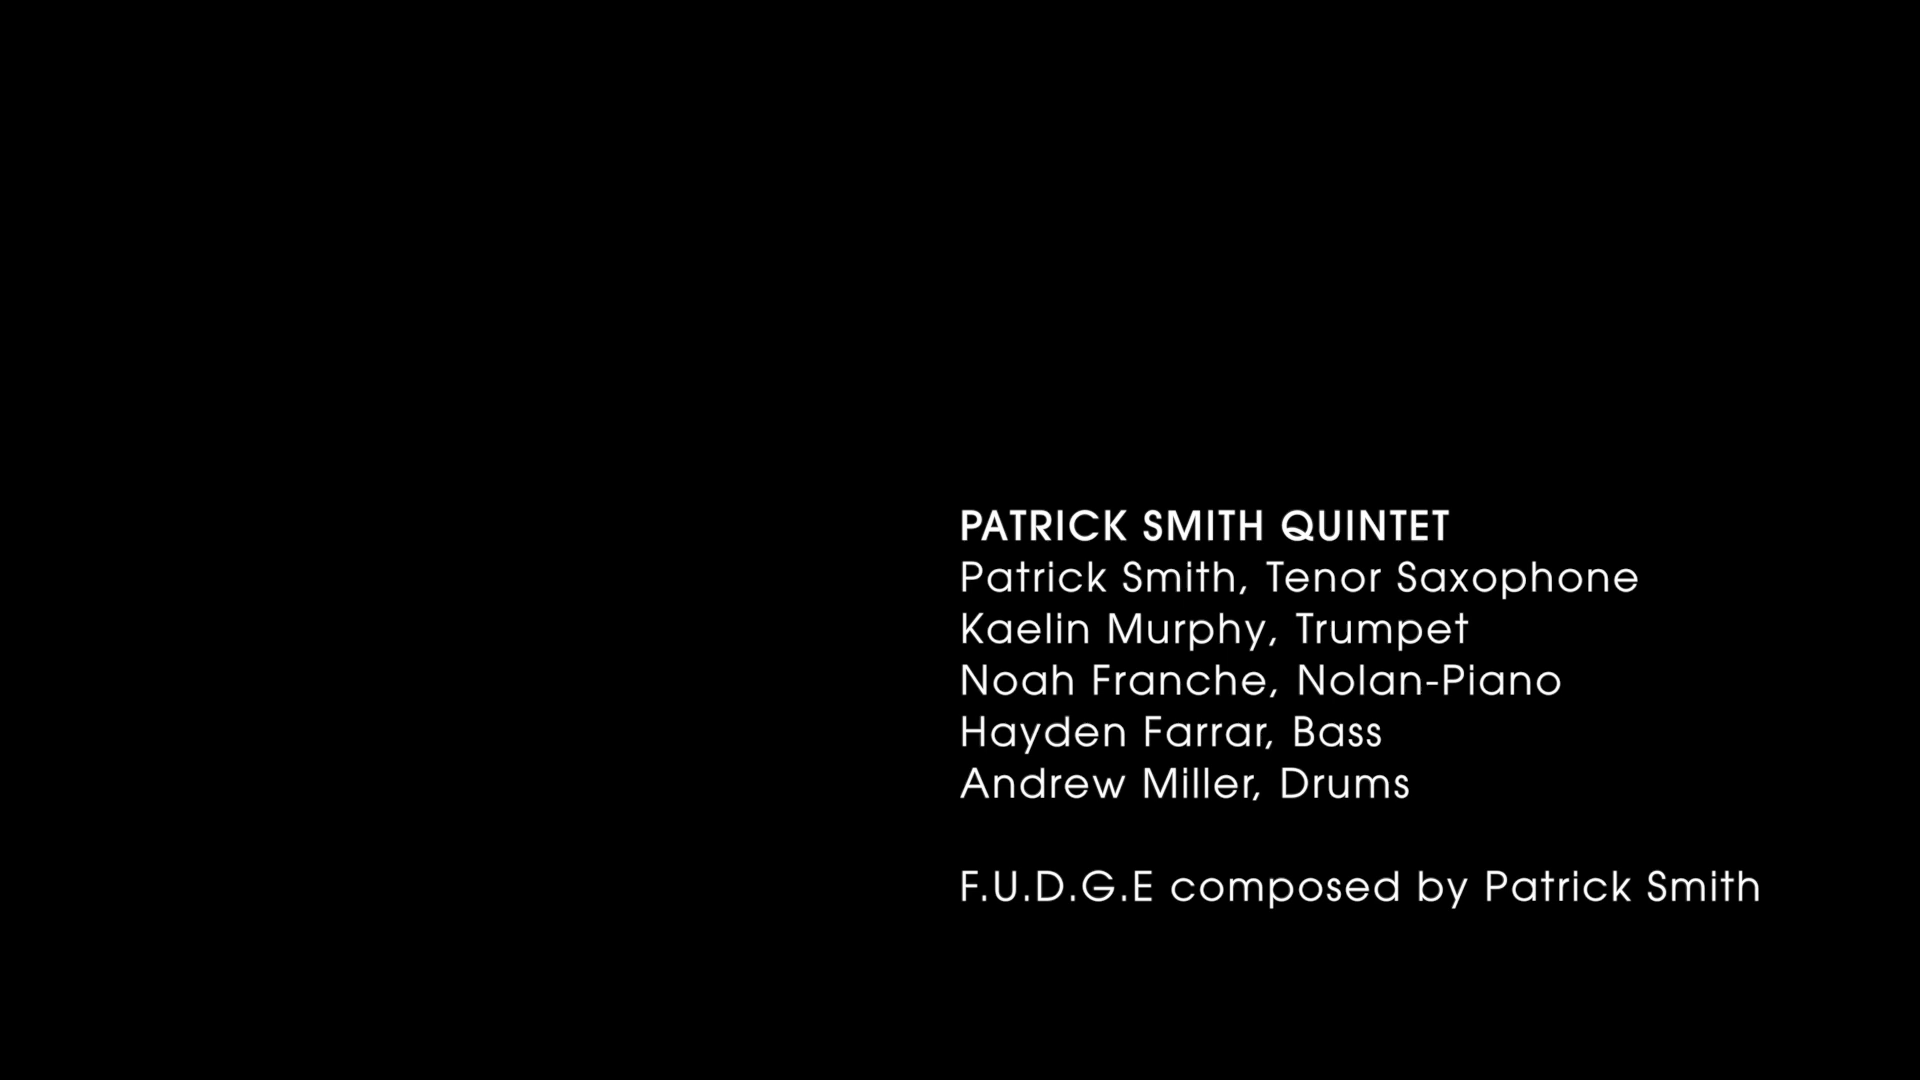 PATRICK SMITH QUINTET
Patrick Smith, Tenor Saxophone
Kaelin Murphy, Trumpet
Noah Franche, Nolan-Piano
Hayden Farrar, Bass
Andrew Miller, Drums
F.U.D.G.E composed by Patrick Smith